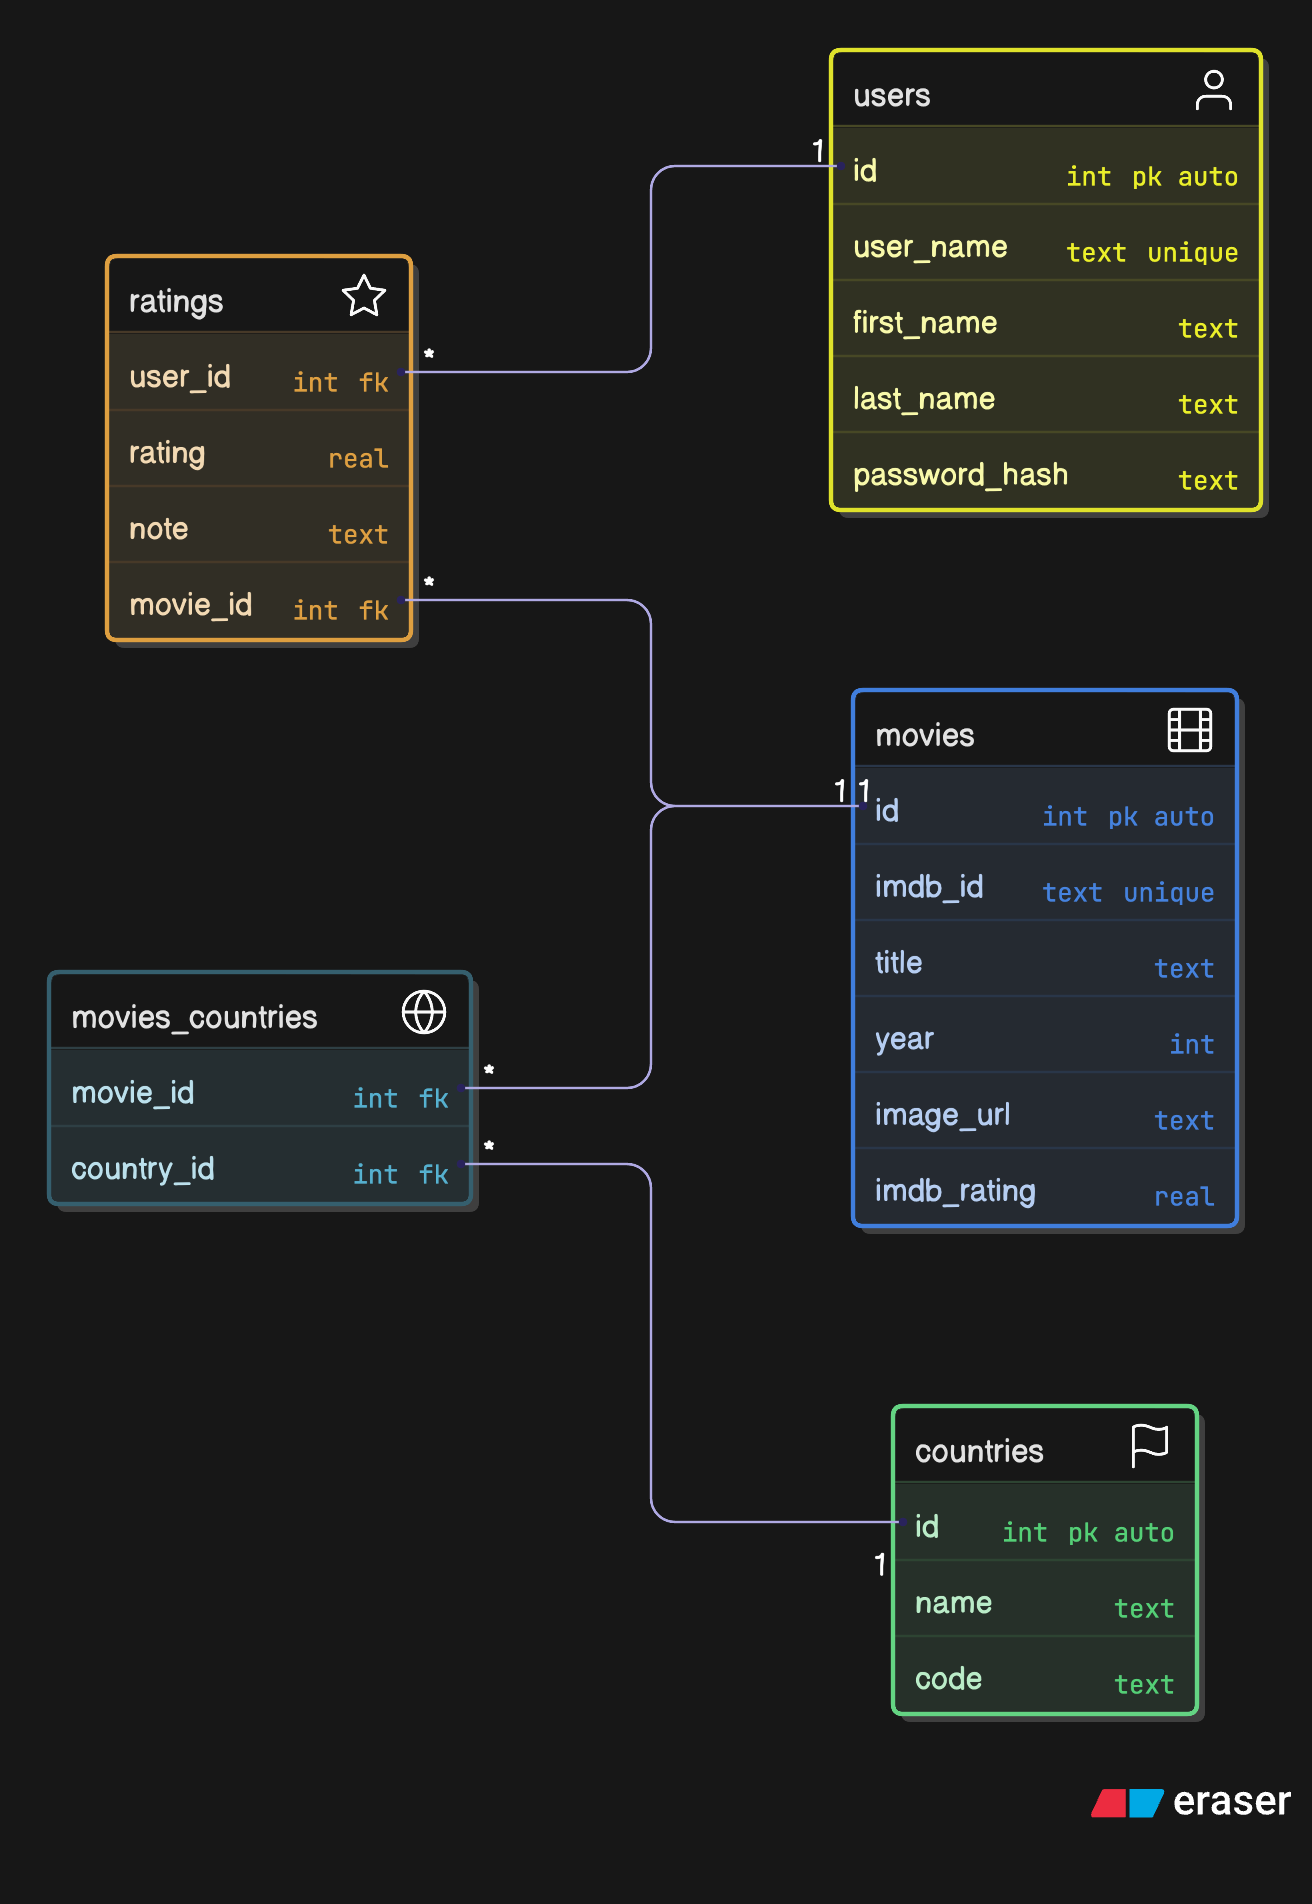 users
1
id int pk auto
user_name text unique
first_name text
last_name text
password_hash text
ratings
*
user_id int fk
rating real
note text
*
movie_id int fk
movies
1 1
id int pk auto
imdb_id text unique
title text
year int
image_url text
imdb_rating real
movies_countries
*
movie_id int fk
*
country_id int fk
countries
id int pk auto
1
name text
code text
eraser